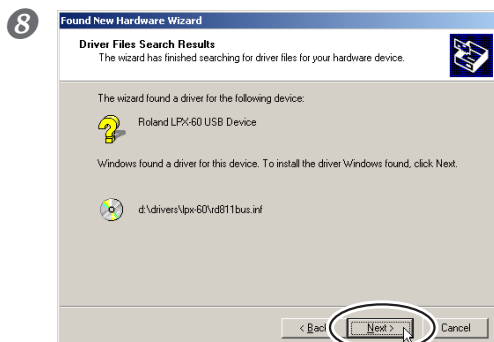 8
Found New Hardware Wizard
Driver Files Search Results
The wizard has finished searching for driver files for your hardware device.
The wizard found a driver for the following device:
Roland LPX-60 USB Device
Windows found a driver for this device. To install the driver Windows found, click Next.
d:\drivers\lpx-60\rd811bus.inf
< Back Next > Cancel